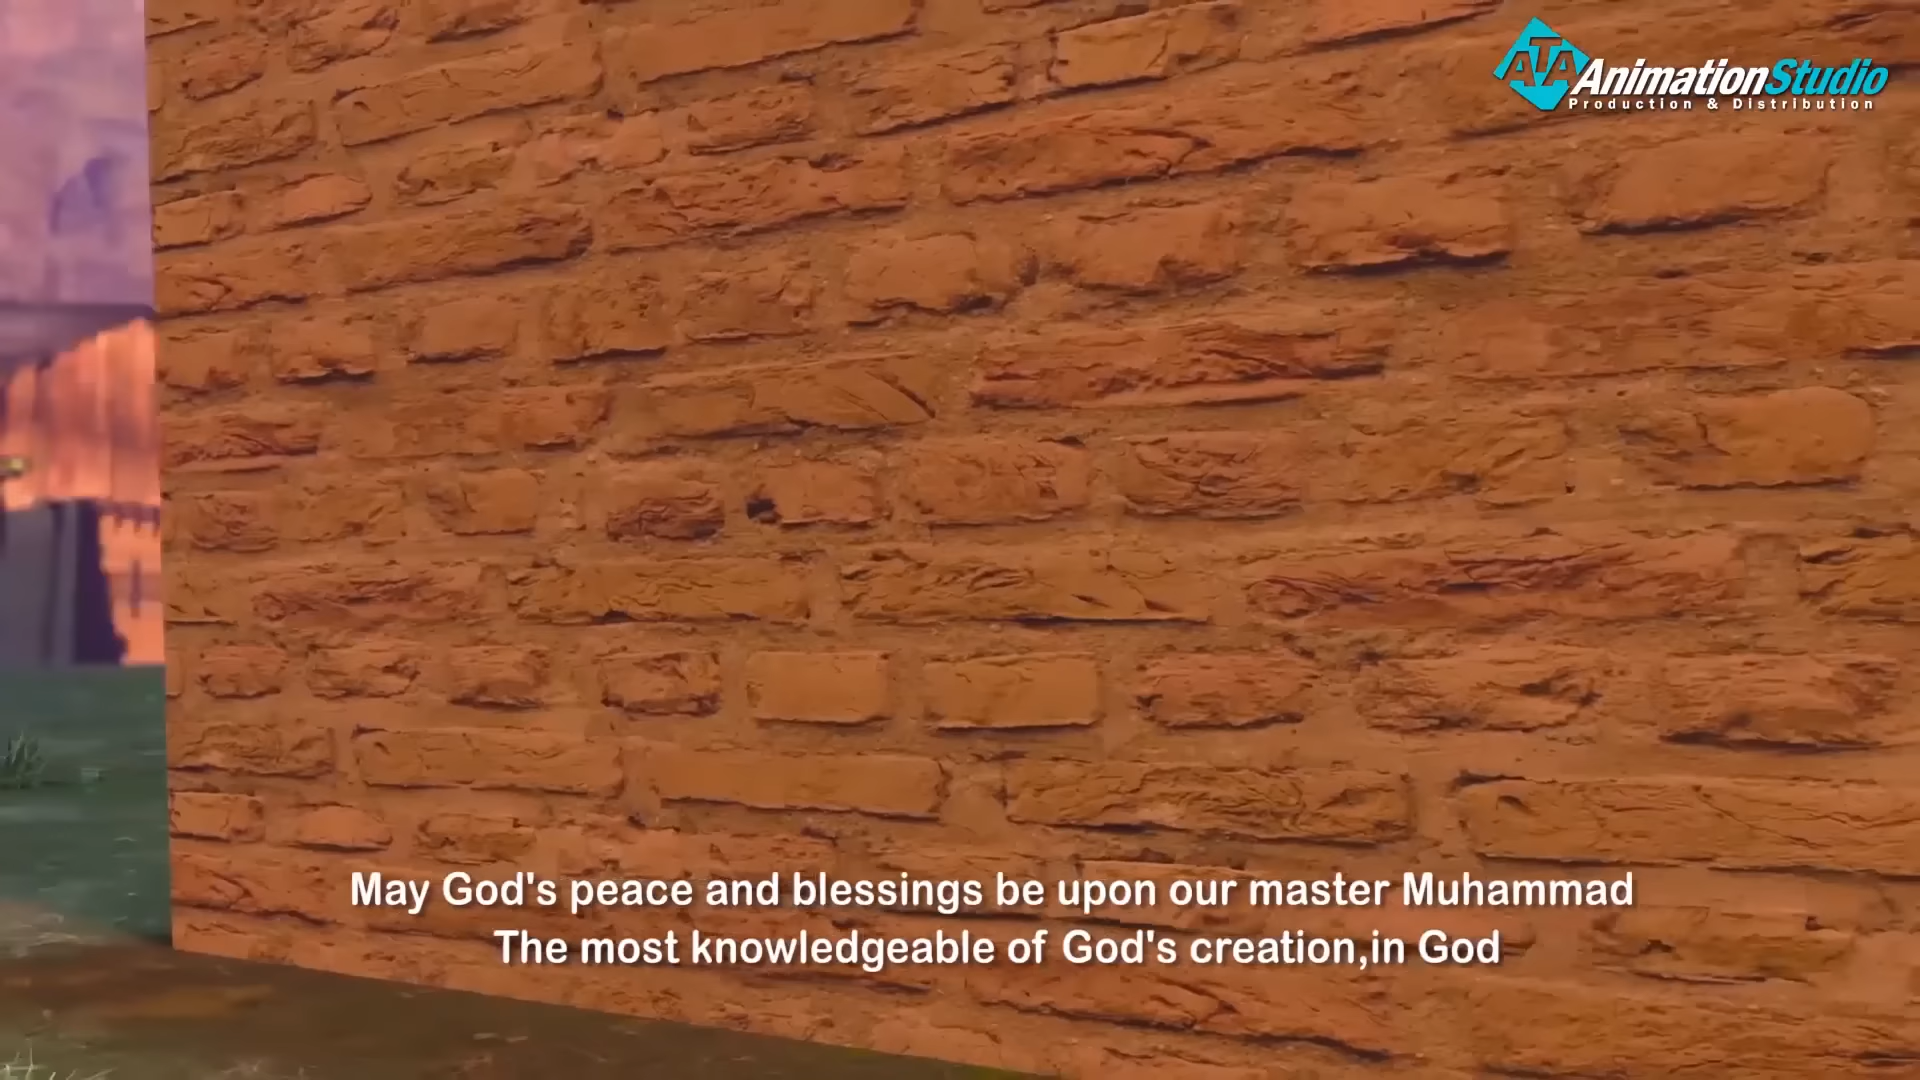 ATA AnimationStudio
Production & Distribution
May God's peace and blessings be upon our master Muhammad
The most knowledgeable of God's creation,in God